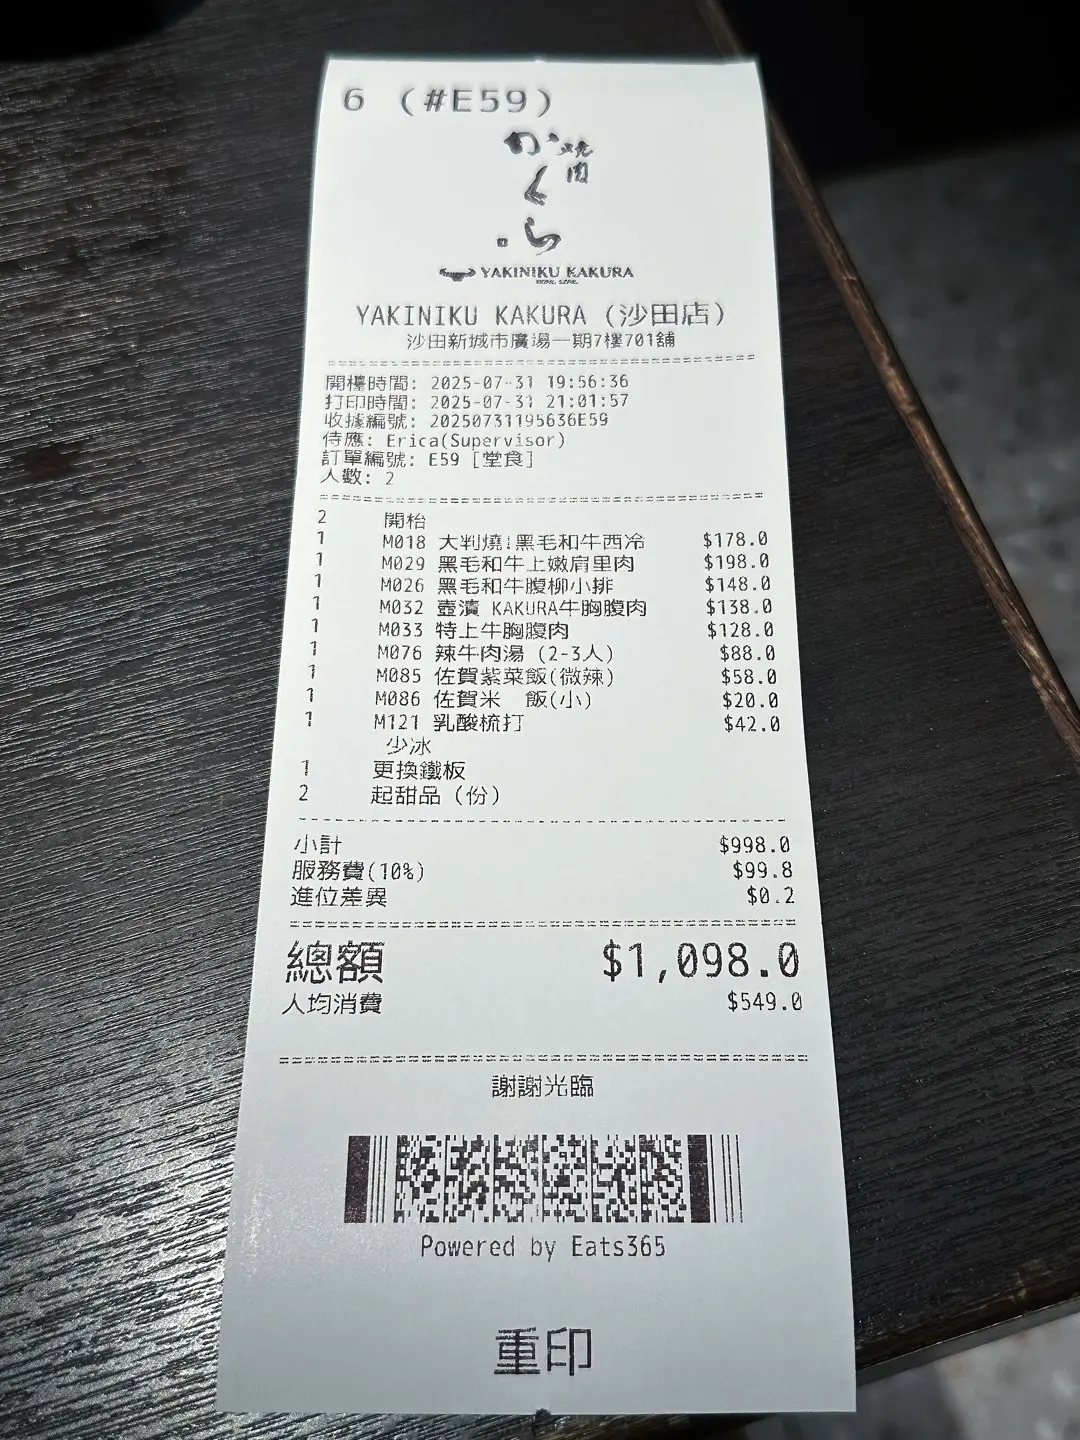 6 (#E59)
焼肉
かくら
YAKINIKU KAKURA
YAKINIKU KAKURA (沙田店)
沙田新城市廣場一期7樓701舖
開檯時間: 2025-07-31 19:56:36
打印時間: 2025-07-31 21:01:57
收據編號: 20250731195636E59
侍應: Erica(Supervisor)
訂單編號: E59 [堂食]
人數: 2
2 開枱
1 M018 大判燒!黑毛和牛西冷 $178.0
1 M029 黑毛和牛上嫩肩里肉 $198.0
1 M026 黑毛和牛腹柳小排 $148.0
1 M032 壺漬 KAKURA牛胸腹肉 $138.0
1 M033 特上牛胸腹肉 $128.0
1 M076 辣牛肉湯 (2-3人) $88.0
1 M085 佐賀紫菜飯(微辣) $58.0
1 M086 佐賀米 飯(小) $20.0
1 M121 乳酸梳打 $42.0
少冰
1 更換鐵板
2 起甜品 (份)
小計 $998.0
服務費(10%) $99.8
進位差異 $0.2
總額 $1,098.0
人均消費 $549.0
謝謝光臨
Powered by Eats365
重印